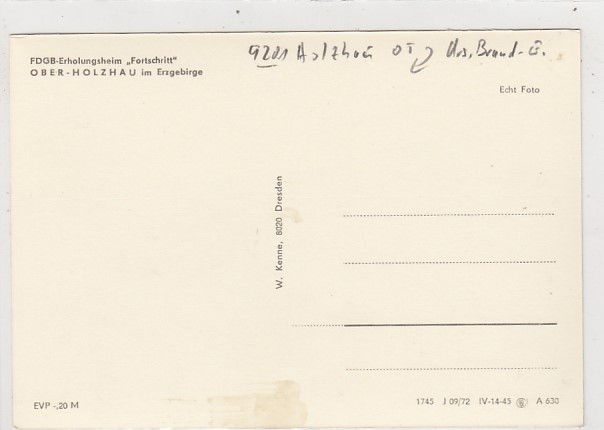 9201 Holzhau OT
FDGB-Erholungsheim „Fortschritt"
OBER-HOLZHAU im Erzgebirge
Echt Foto
W. Kenne, 8020 Dresden
EVP -,20 M
1745 J 09/72 IV-14-45 A 630